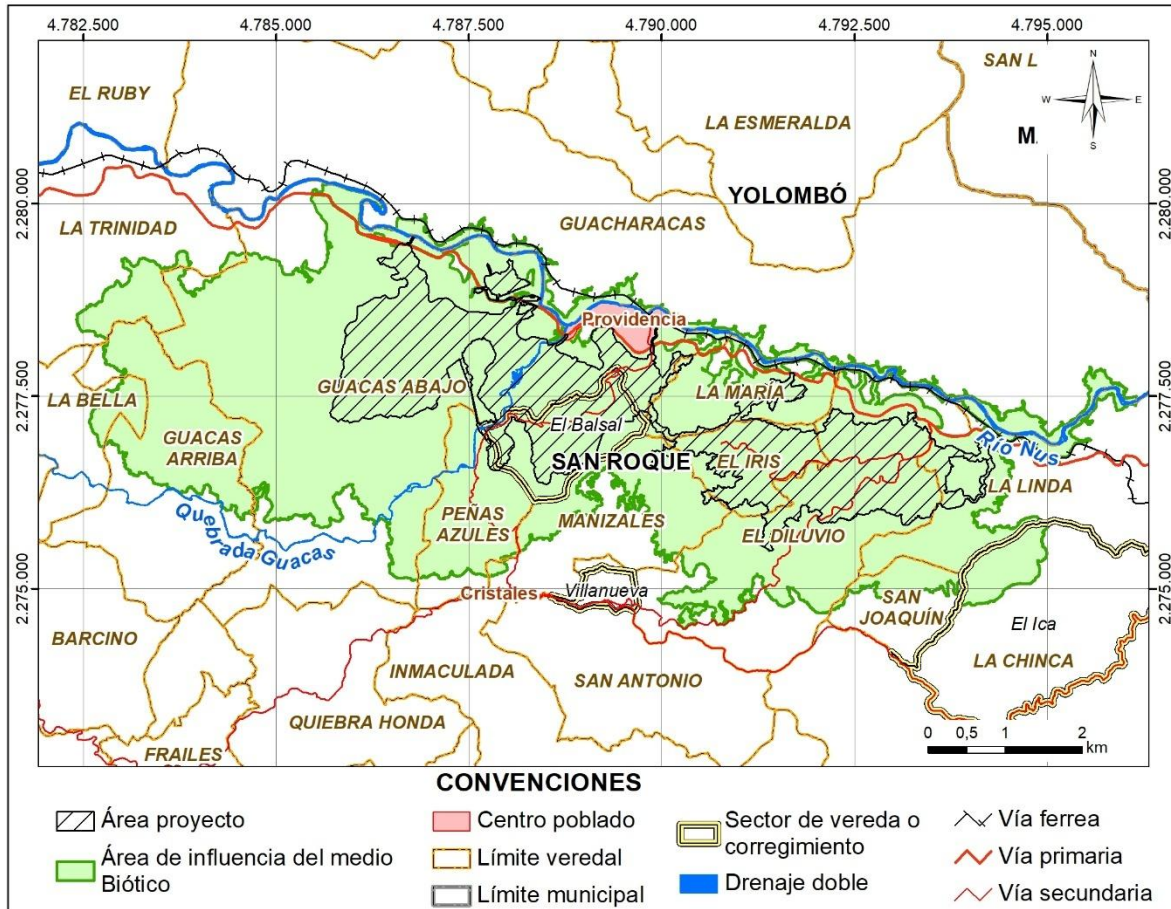 4.782.500 4.785.000 4.787.500 4.790.000 4.792.500 4.795.000
2.280.000
2.277.500
2.275.000
2.280.000
2.277.500
2.275.000
N
W E
S
SAN L
M.
EL RUBY
LA ESMERALDA
YOLOMBÓ
LA TRINIDAD
GUACHARACAS
Providencia
GUACAS ABAJO
LA MARÍA
LA BELLA
El Balsal
GUACAS
ARRIBA
SAN ROQUE
EL IRIS
Río Nus
LA LINDA
Quebrada Guacas
PEÑAS
AZULES
MANIZALES
EL DILUVIO
Cristales
Villanueva
SAN
JOAQUÍN
El Ica
BARCINO
LA CHINCA
INMACULADA
SAN ANTONIO
QUIEBRA HONDA
FRAILES
0 0,5 1 2
km
CONVENCIONES
Área proyecto
Área de influencia del medio
Biótico
Centro poblado
Límite veredal
Límite municipal
Sector de vereda o
corregimiento
Drenaje doble
Vía ferrea
Vía primaria
Vía secundaria